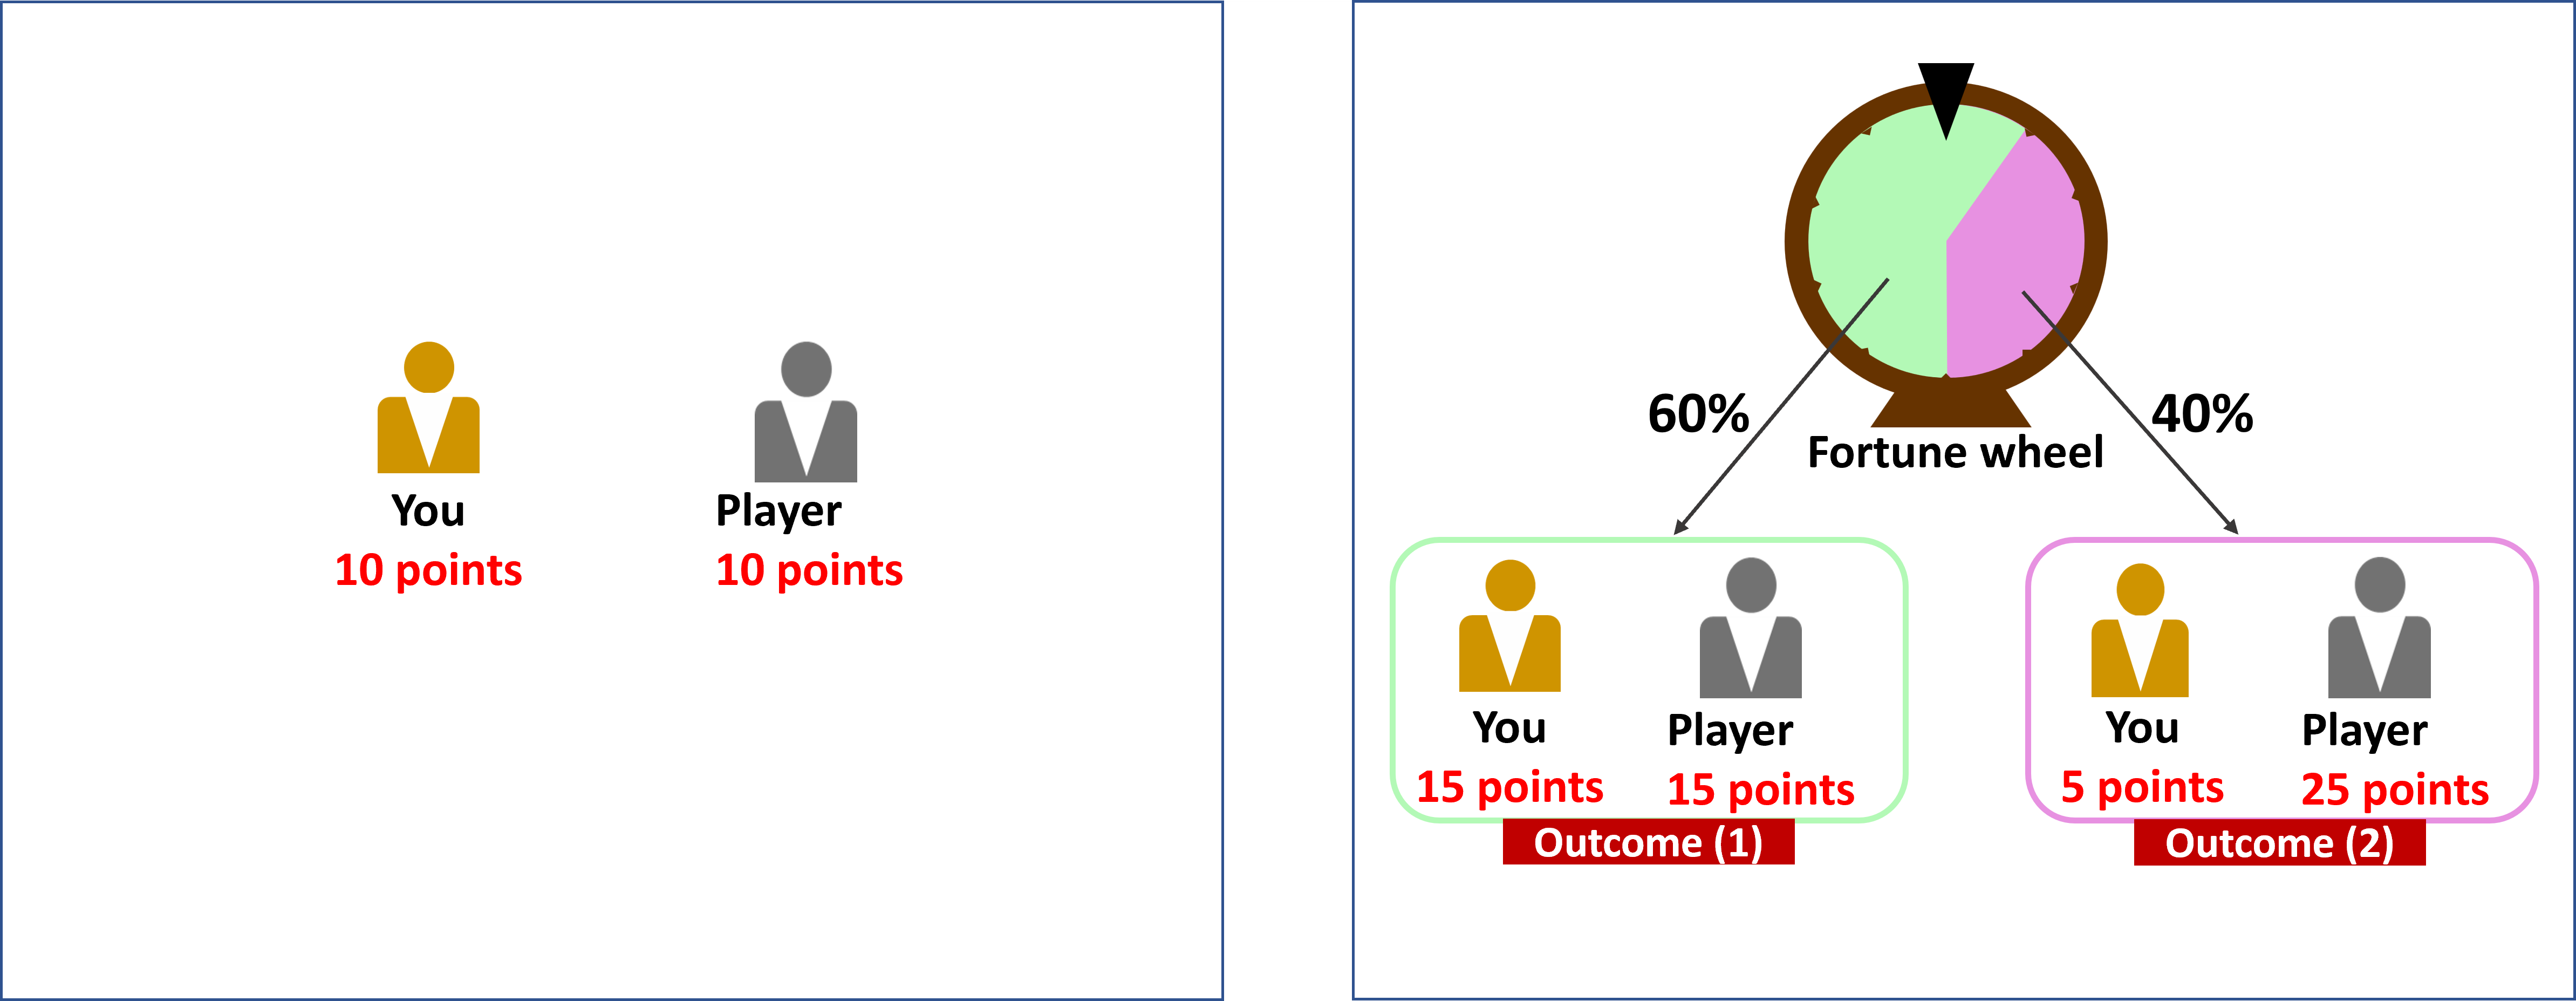 You
Player
10 points
10 points
60%
40%
Fortune wheel
You
Player
15 points
15 points
Outcome (1)
You
Player
5 points
25 points
Outcome (2)